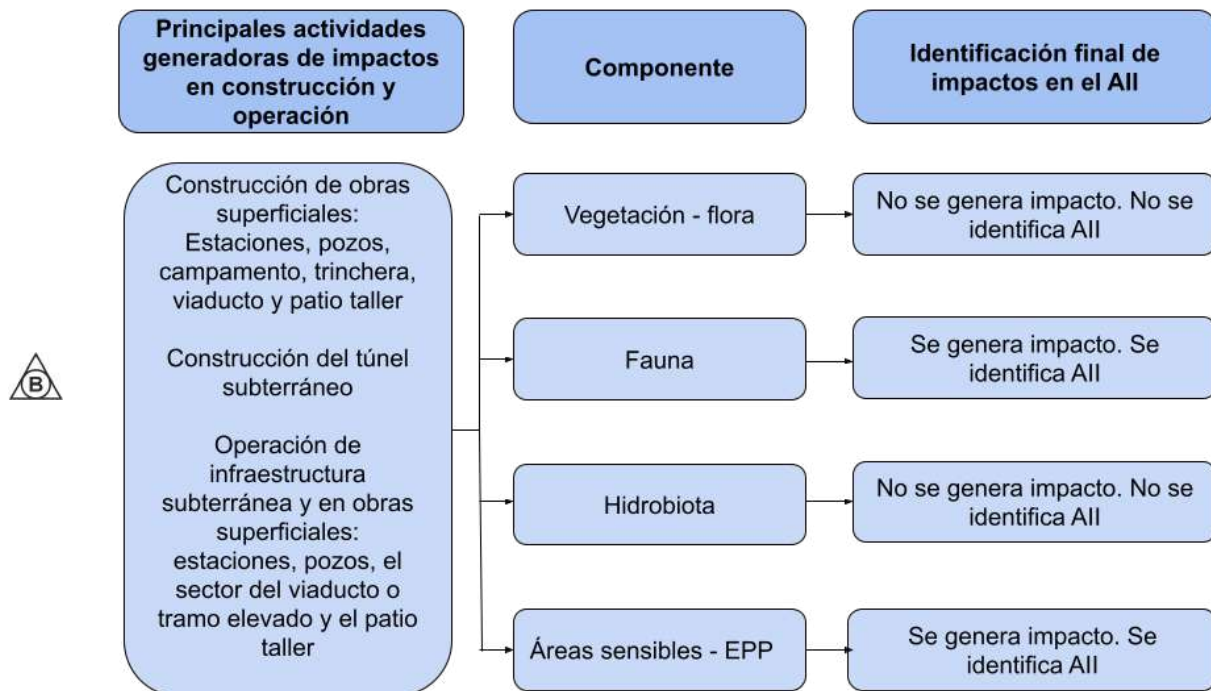 Principales actividades
generadoras de impactos
en construcción y
operación
Componente
Identificación final de
impactos en el AII
Construcción de obras
superficiales:
Estaciones, pozos,
campamento, trinchera,
viaducto y patio taller
Construcción del túnel
subterráneo
Operación de
infraestructura
subterránea y en obras
superficiales:
estaciones, pozos, el
sector del viaducto o
tramo elevado y el patio
taller
B
Vegetación - flora
No se genera impacto. No se
identifica AII
Fauna
Se genera impacto. Se
identifica AII
Hidrobiota
No se genera impacto. No se
identifica AII
Áreas sensibles - EPP
Se genera impacto. Se
identifica AII